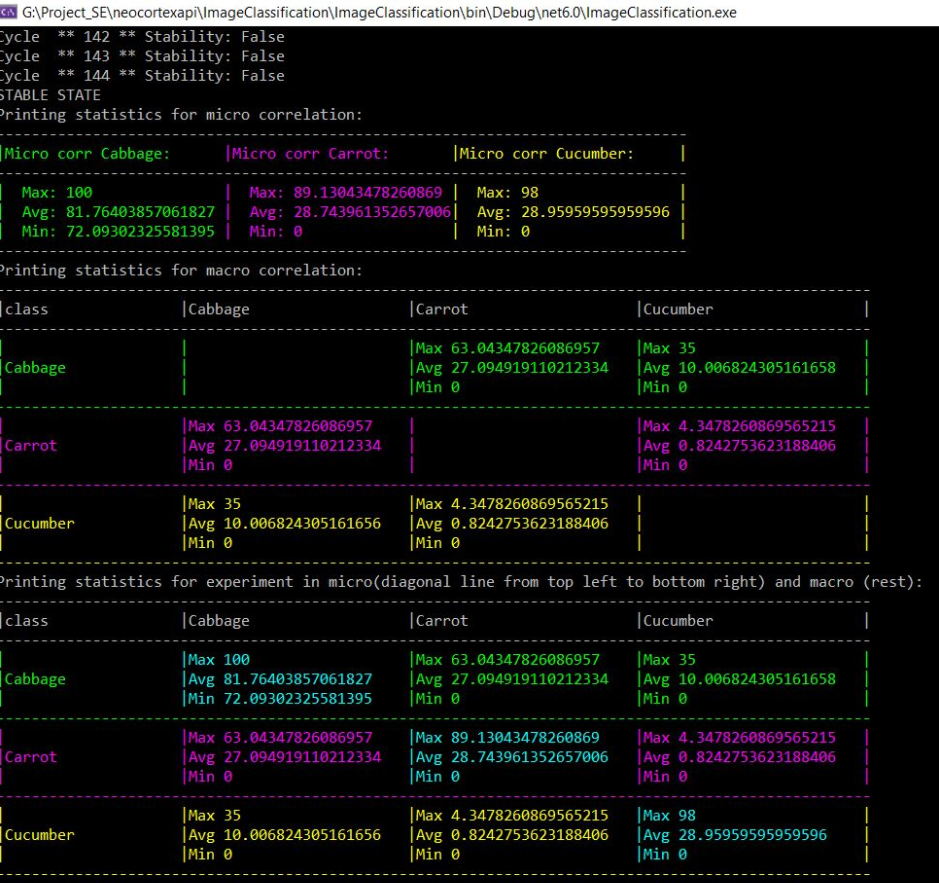 G:\Project_SE\neocortexapi\ImageClassification\ImageClassification\bin\Debug\net6.0\ImageClassification.exe
Cycle  ** 142 ** Stability: False
Cycle  ** 143 ** Stability: False
Cycle  ** 144 ** Stability: False
STABLE STATE
Printing statistics for micro correlation:
|Micro corr Cabbage: |Micro corr Carrot: |Micro corr Cucumber: |
| Max: 100 | Max: 89.13043478260869 | Max: 98 |
| Avg: 81.76403857061827 | Avg: 28.743961352657006| Avg: 28.95959595959596 |
| Min: 72.09302325581395 | Min: 0 | Min: 0 |
Printing statistics for macro correlation:
|class |Cabbage |Carrot |Cucumber |
| | |Max 63.04347826086957 |Max 35 |
|Cabbage | |Avg 27.094919110212334 |Avg 10.006824305161658 |
| | |Min 0 |Min 0 |
| |Max 63.04347826086957 | |Max 4.3478260869565215 |
|Carrot |Avg 27.094919110212334 | |Avg 0.8242753623188406 |
| |Min 0 | |Min 0 |
| |Max 35 |Max 4.3478260869565215 | |
|Cucumber |Avg 10.006824305161656 |Avg 0.8242753623188406 | |
| |Min 0 |Min 0 | |
Printing statistics for experiment in micro(diagonal line from top left to bottom right) and macro (rest):
|class |Cabbage |Carrot |Cucumber |
| |Max 100 |Max 63.04347826086957 |Max 35 |
|Cabbage |Avg 81.76403857061827 |Avg 27.094919110212334 |Avg 10.006824305161658 |
| |Min 72.09302325581395 |Min 0 |Min 0 |
| |Max 63.04347826086957 |Max 89.13043478260869 |Max 4.3478260869565215 |
|Carrot |Avg 27.094919110212334 |Avg 28.743961352657006 |Avg 0.8242753623188406 |
| |Min 0 |Min 0 |Min 0 |
| |Max 35 |Max 4.3478260869565215 |Max 98 |
|Cucumber |Avg 10.006824305161656 |Avg 0.8242753623188406 |Avg 28.95959595959596 |
| |Min 0 |Min 0 |Min 0 |